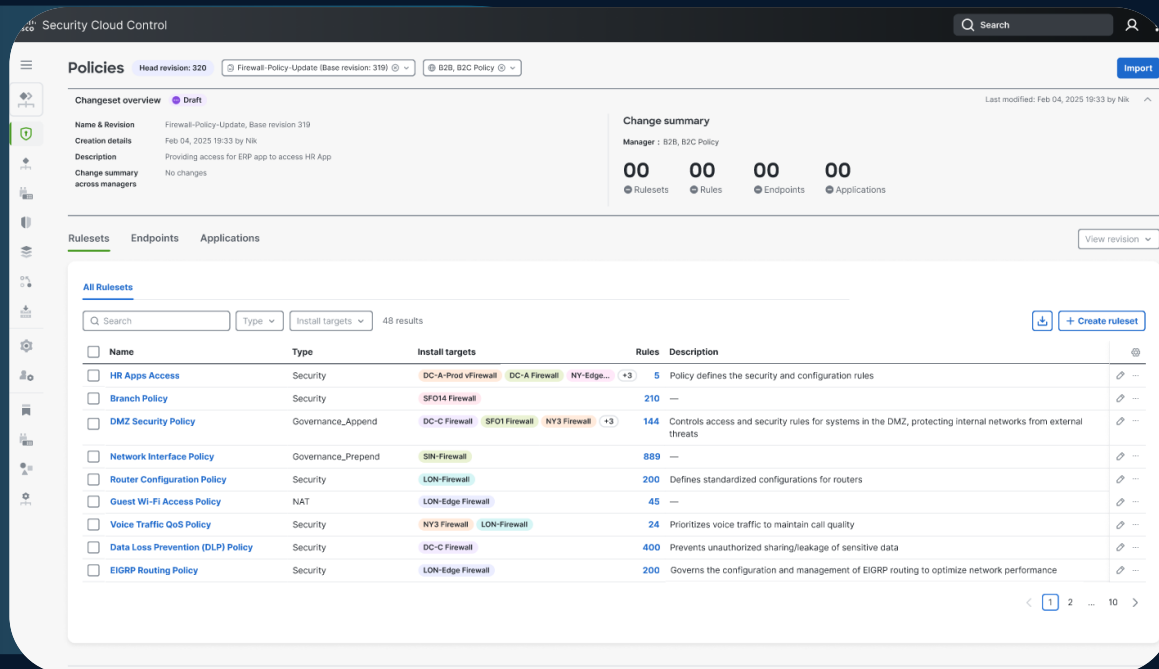 Security Cloud Control
Search
Policies Head revision: 320 Firewall-Policy-Update (Base revision: 319) B2B, B2C Policy
Import
Changeset overview Draft
Last modified: Feb 04, 2025 19:33 by Nik
Name & Revision Firewall-Policy-Update, Base revision 319
Creation details Feb 04, 2025 19:33 by Nik
Description Providing access for ERP app to access HR App
Change summary across managers No changes
Change summary
Manager : B2B, B2C Policy
00 00 00 00
Rulesets Rules Endpoints Applications
Rulesets Endpoints Applications
View revision
All Rulesets
Search Type Install targets 48 results
+ Create ruleset
Name Type Install targets Rules Description
HR Apps Access Security DC-A-Prod vFirewall DC-A Firewall NY-Edge... +3 5 Policy defines the security and configuration rules
Branch Policy Security SFO14 Firewall 210 —
DMZ Security Policy Governance_Append DC-C Firewall SFO1 Firewall NY3 Firewall +3 144 Controls access and security rules for systems in the DMZ, protecting internal networks from external
threats
Network Interface Policy Governance_Prepend SIN-Firewall 889 —
Router Configuration Policy Security LON-Firewall 200 Defines standardized configurations for routers
Guest Wi-Fi Access Policy NAT LON-Edge Firewall 45 —
Voice Traffic QoS Policy Security NY3 Firewall LON-Firewall 24 Prioritizes voice traffic to maintain call quality
Data Loss Prevention (DLP) Policy Security DC-C Firewall 400 Prevents unauthorized sharing/leakage of sensitive data
EIGRP Routing Policy Security LON-Edge Firewall 200 Governs the configuration and management of EIGRP routing to optimize network performance
1 2 ... 10